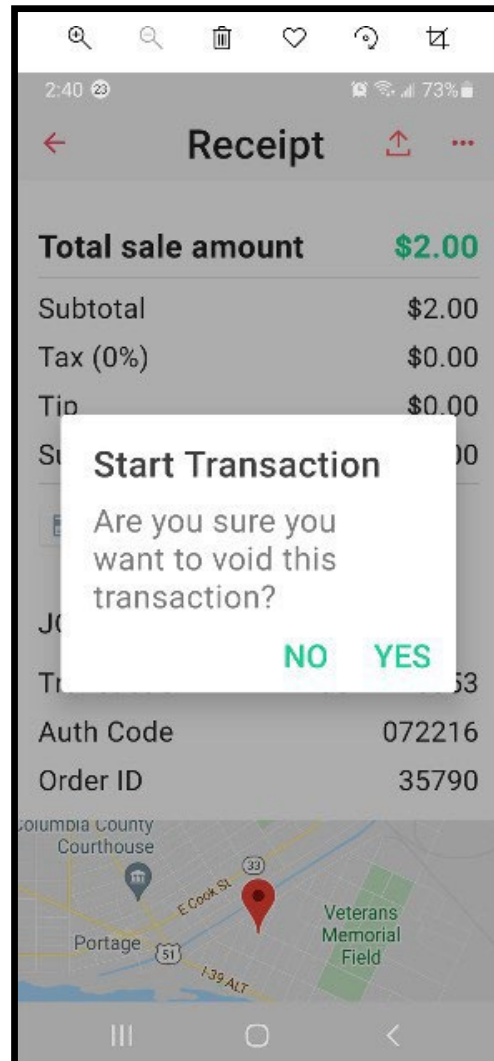 2:40 23 73%
Receipt
Total sale amount $2.00
Subtotal $2.00
Tax (0%) $0.00
Tip $0.00
Start Transaction
Are you sure you
want to void this
transaction?
NO YES
Auth Code 072216
Order ID 35790
Columbia County
Courthouse
33
E Cook St
Veterans
Memorial
Field
Portage
51
I-39 ALT